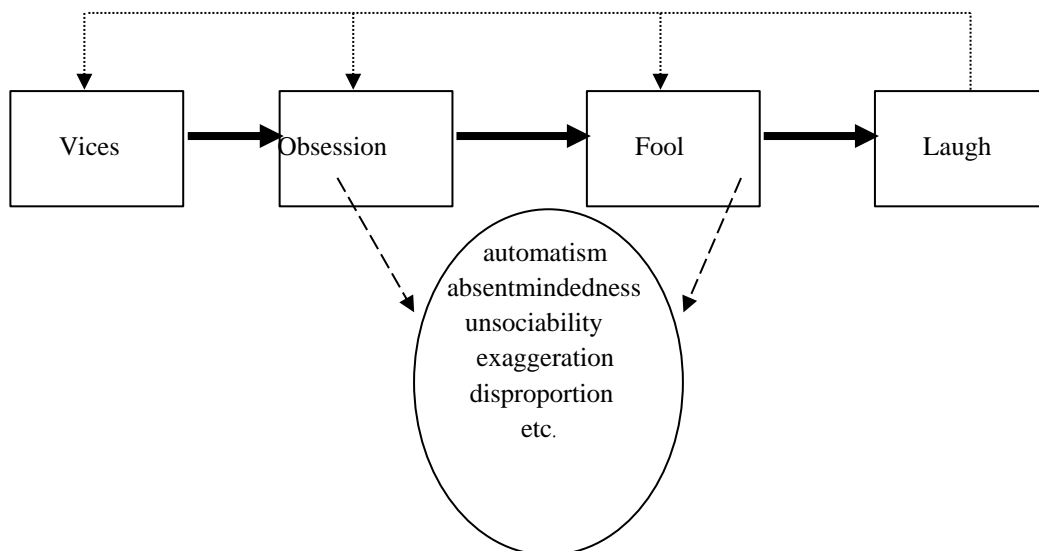 Vices
Obsession
Fool
Laugh
automatism
absentmindedness
unsociability
exaggeration
disproportion
etc.